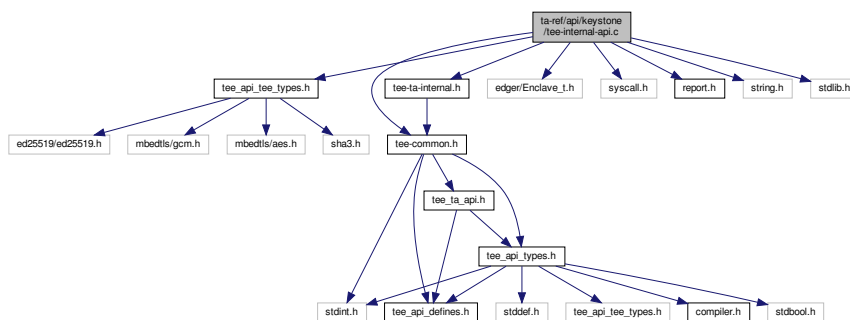 ta-ref/api/keystone
/tee-internal-api.c
tee_api_tee_types.h
tee-ta-internal.h
edger/Enclave_t.h
syscall.h
report.h
string.h
stdlib.h
ed25519/ed25519.h
mbedtls/gcm.h
mbedtls/aes.h
sha3.h
tee-common.h
tee_ta_api.h
tee_api_types.h
stdint.h
tee_api_defines.h
stddef.h
tee_api_tee_types.h
compiler.h
stdbool.h